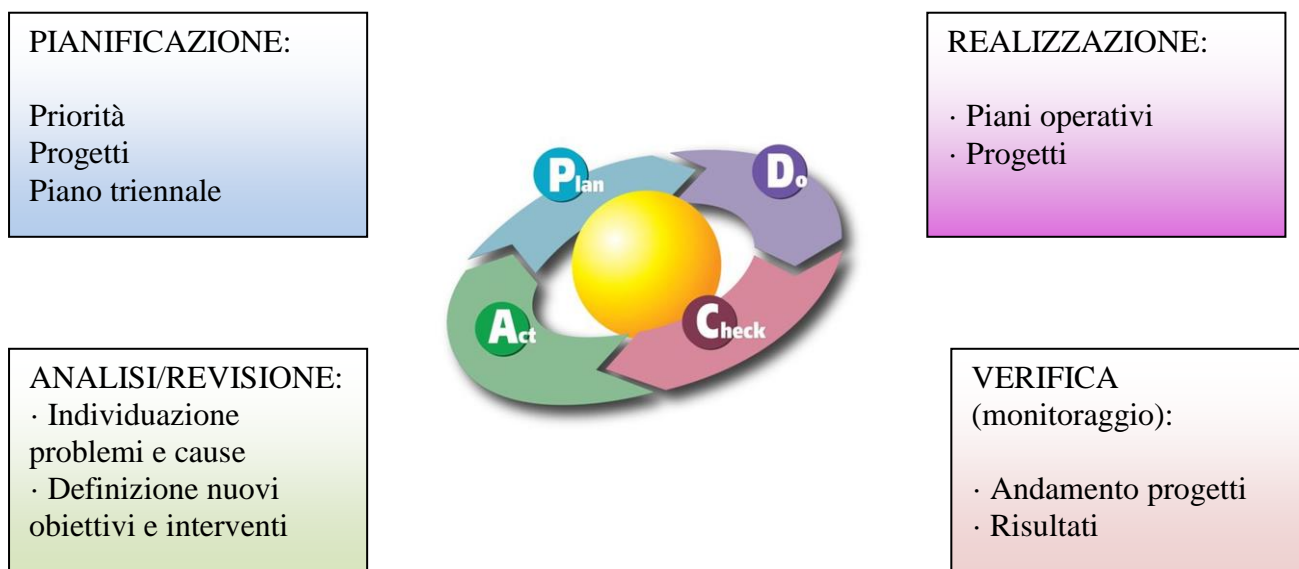 PIANIFICAZIONE:
Priorità
Progetti
Piano triennale
REALIZZAZIONE:
· Piani operativi
· Progetti
Plan
Do
Act
Check
ANALISI/REVISIONE:
· Individuazione
problemi e cause
· Definizione nuovi
obiettivi e interventi
VERIFICA
(monitoraggio):
· Andamento progetti
· Risultati